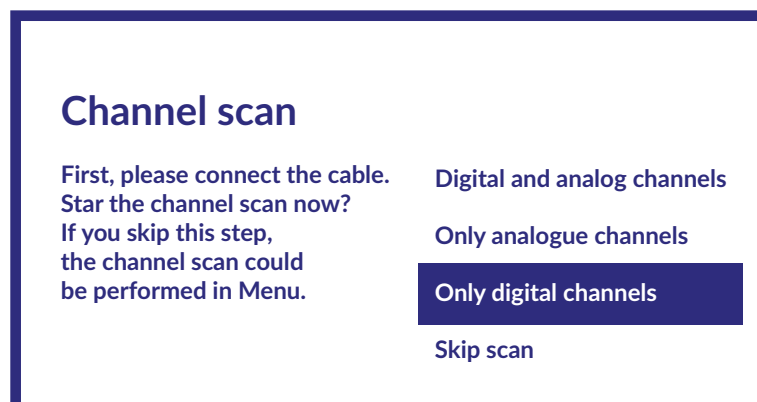 Channel scan
First, please connect the cable.
Star the channel scan now?
If you skip this step,
the channel scan could
be performed in Menu.
Digital and analog channels
Only analogue channels
Only digital channels
Skip scan